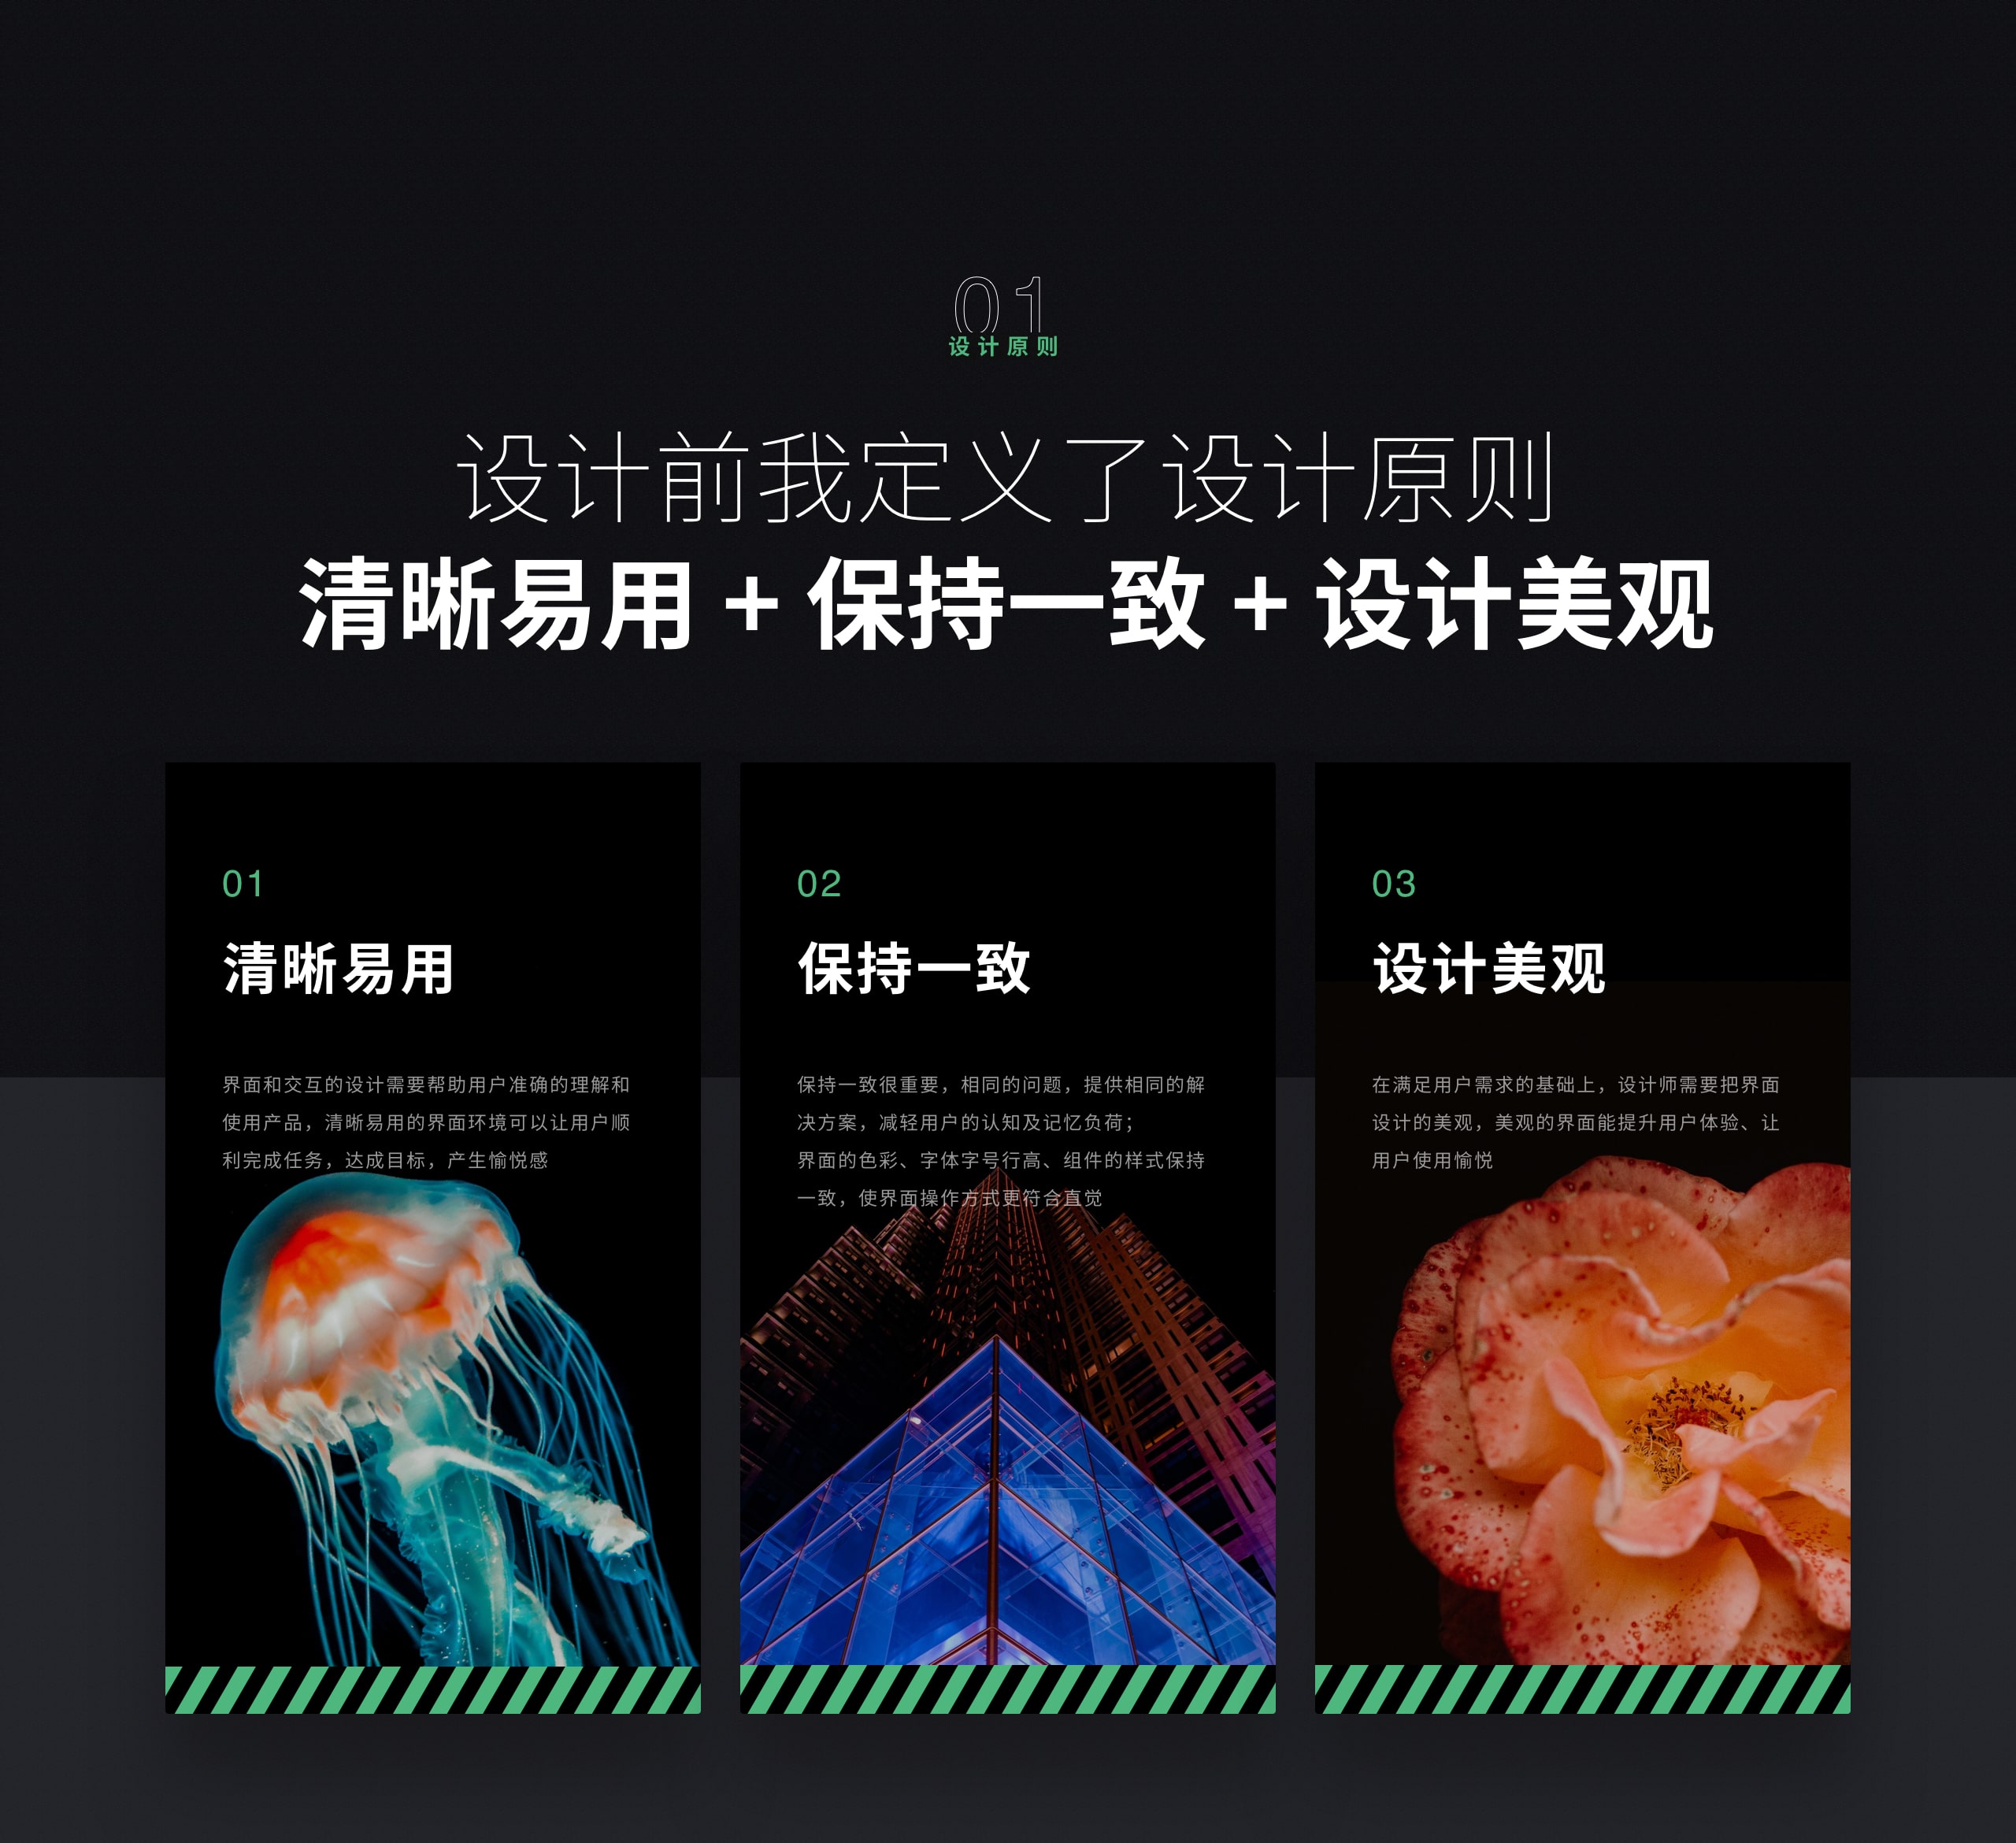 01
设计原则
设计前我定义了设计原则
清晰易用 + 保持一致 + 设计美观
01
清晰易用
界面和交互的设计需要帮助用户准确的理解和
使用产品，清晰易用的界面环境可以让用户顺
利完成任务，达成目标，产生愉悦感
02
保持一致
保持一致很重要，相同的问题，提供相同的解
决方案，减轻用户的认知及记忆负荷；
界面的色彩、字体字号行高、组件的样式保持
一致，使界面操作方式更符合直觉
03
设计美观
在满足用户需求的基础上，设计师需要把界面
设计的美观，美观的界面能提升用户体验、让
用户使用愉悦